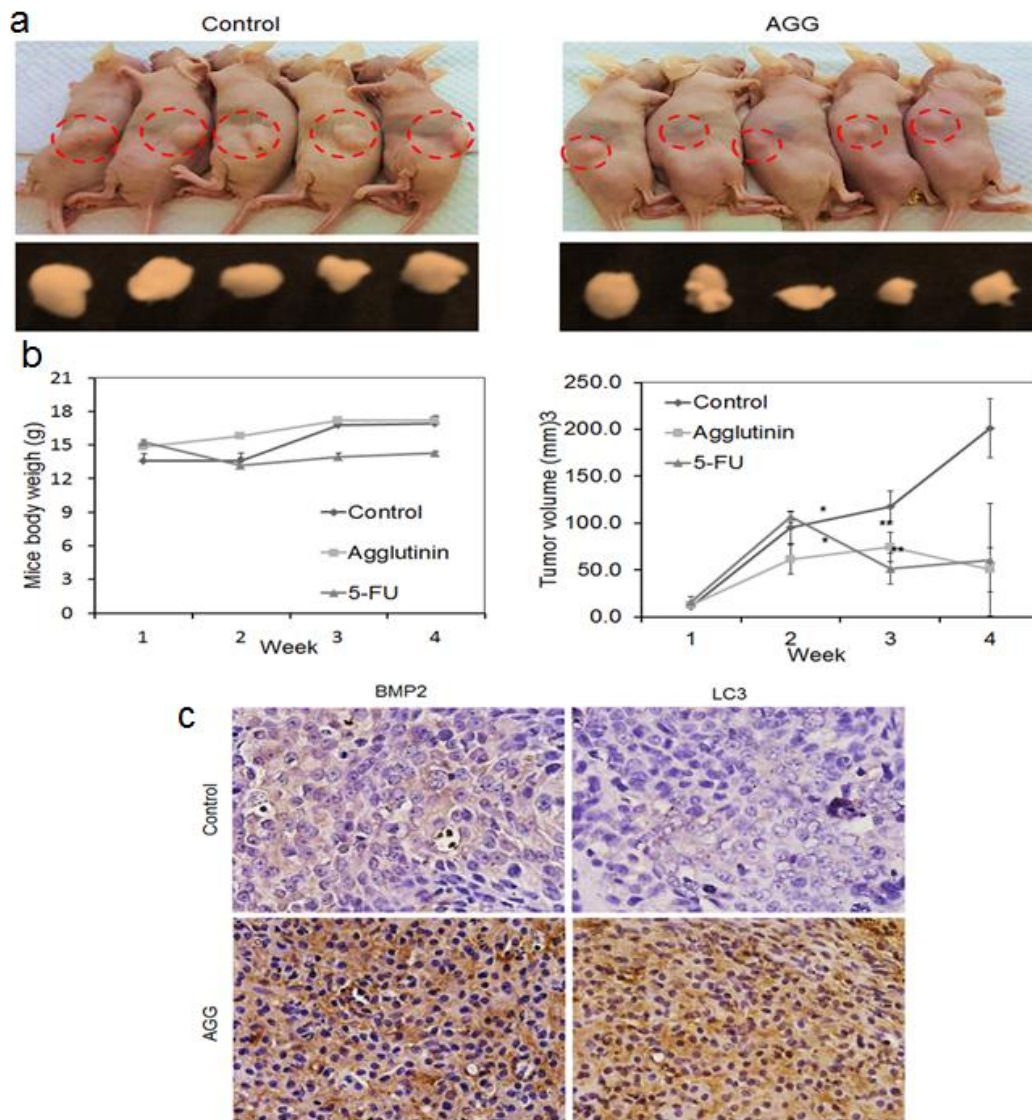 a
Control
AGG
b
21
18
15
12
9
6
3
0
Mice body weigh (g)
Control
Agglutinin
5-FU
1 2 3 4
Week
250.0
200.0
150.0
100.0
50.0
0.0
Tumor volume (mm)3
Control
Agglutinin
5-FU
*
*
**
**
1 2 3 4
Week
c
BMP2
LC3
Control
AGG